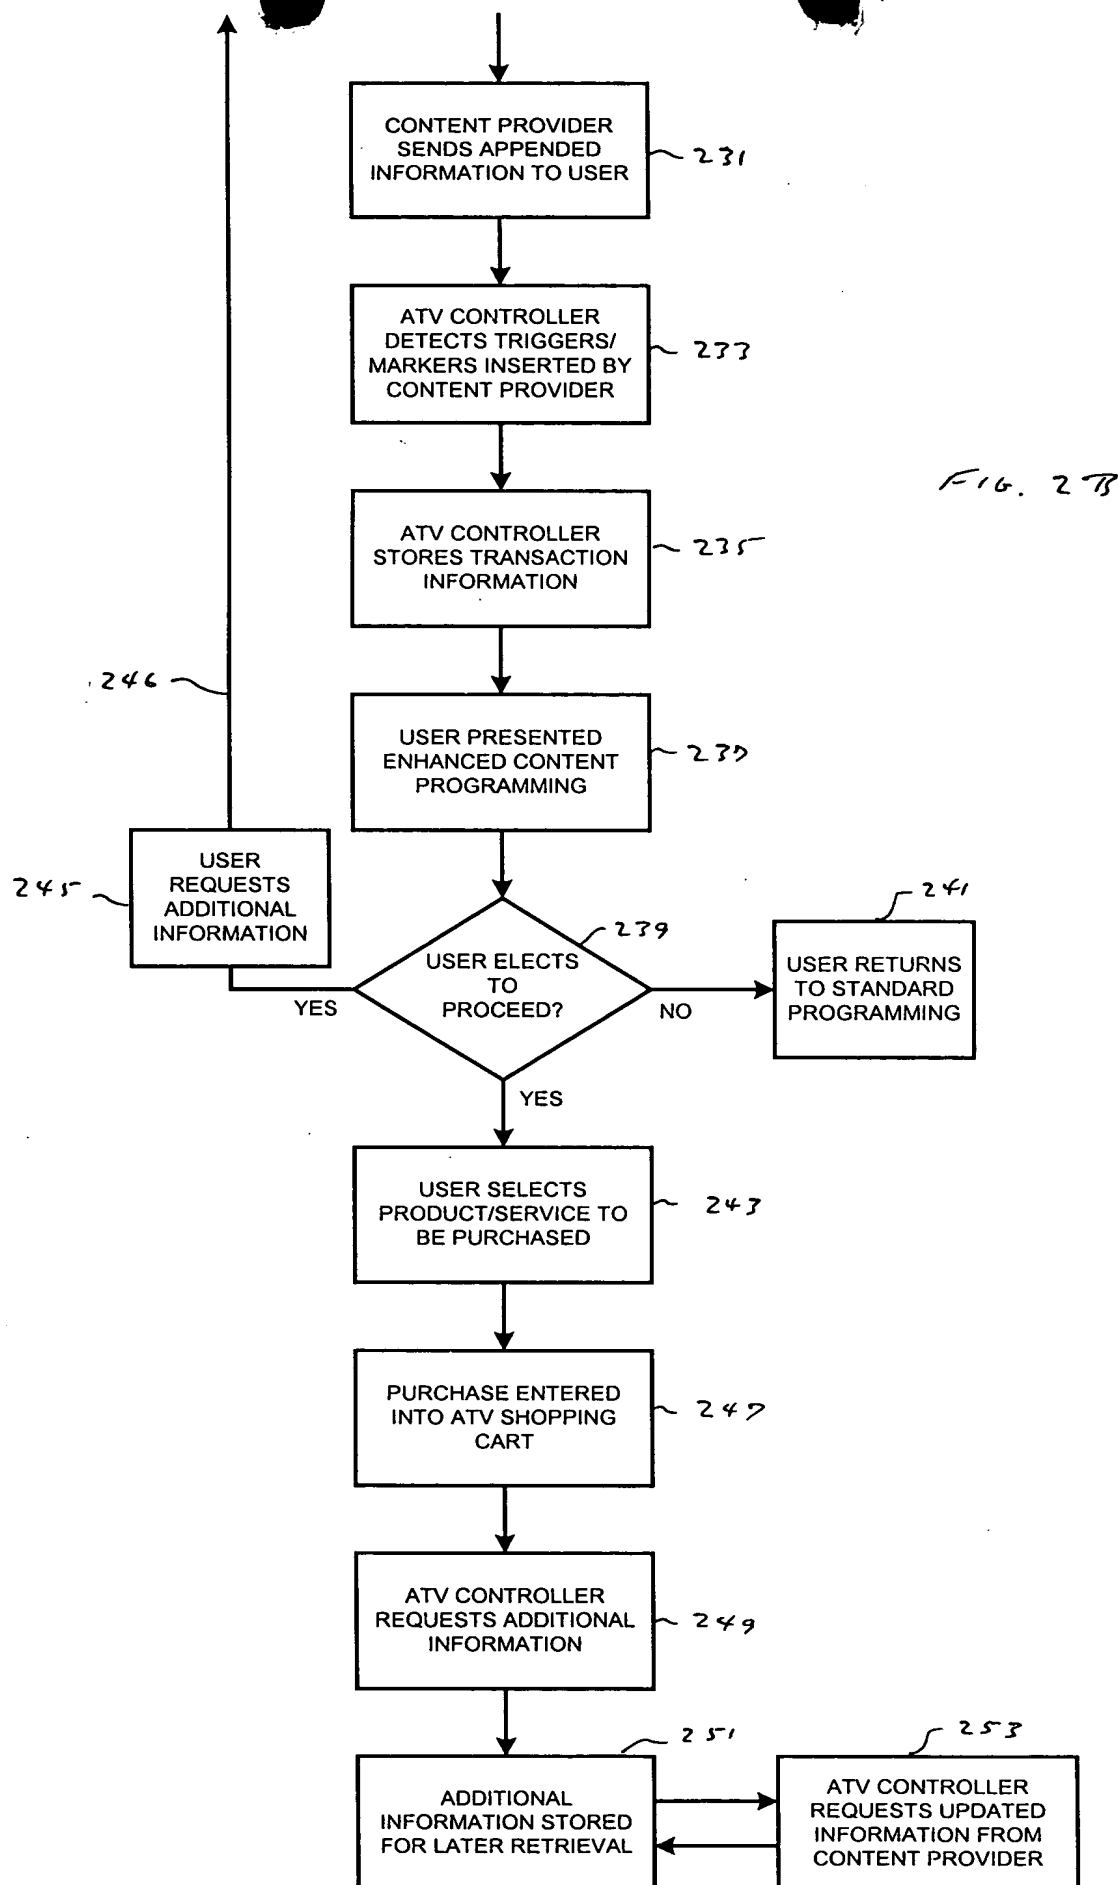 CONTENT PROVIDER
SENDS APPENDED
INFORMATION TO USER
231
ATV CONTROLLER
DETECTS TRIGGERS/
MARKERS INSERTED BY
CONTENT PROVIDER
233
FIG. 2B
ATV CONTROLLER
STORES TRANSACTION
INFORMATION
235
246
USER PRESENTED
ENHANCED CONTENT
PROGRAMMING
237
USER
REQUESTS
ADDITIONAL
INFORMATION
245
239
USER ELECTS
TO
PROCEED?
YES
NO
241
USER RETURNS
TO STANDARD
PROGRAMMING
YES
USER SELECTS
PRODUCT/SERVICE TO
BE PURCHASED
243
PURCHASE ENTERED
INTO ATV SHOPPING
CART
247
ATV CONTROLLER
REQUESTS ADDITIONAL
INFORMATION
249
251
ADDITIONAL
INFORMATION STORED
FOR LATER RETRIEVAL
253
ATV CONTROLLER
REQUESTS UPDATED
INFORMATION FROM
CONTENT PROVIDER